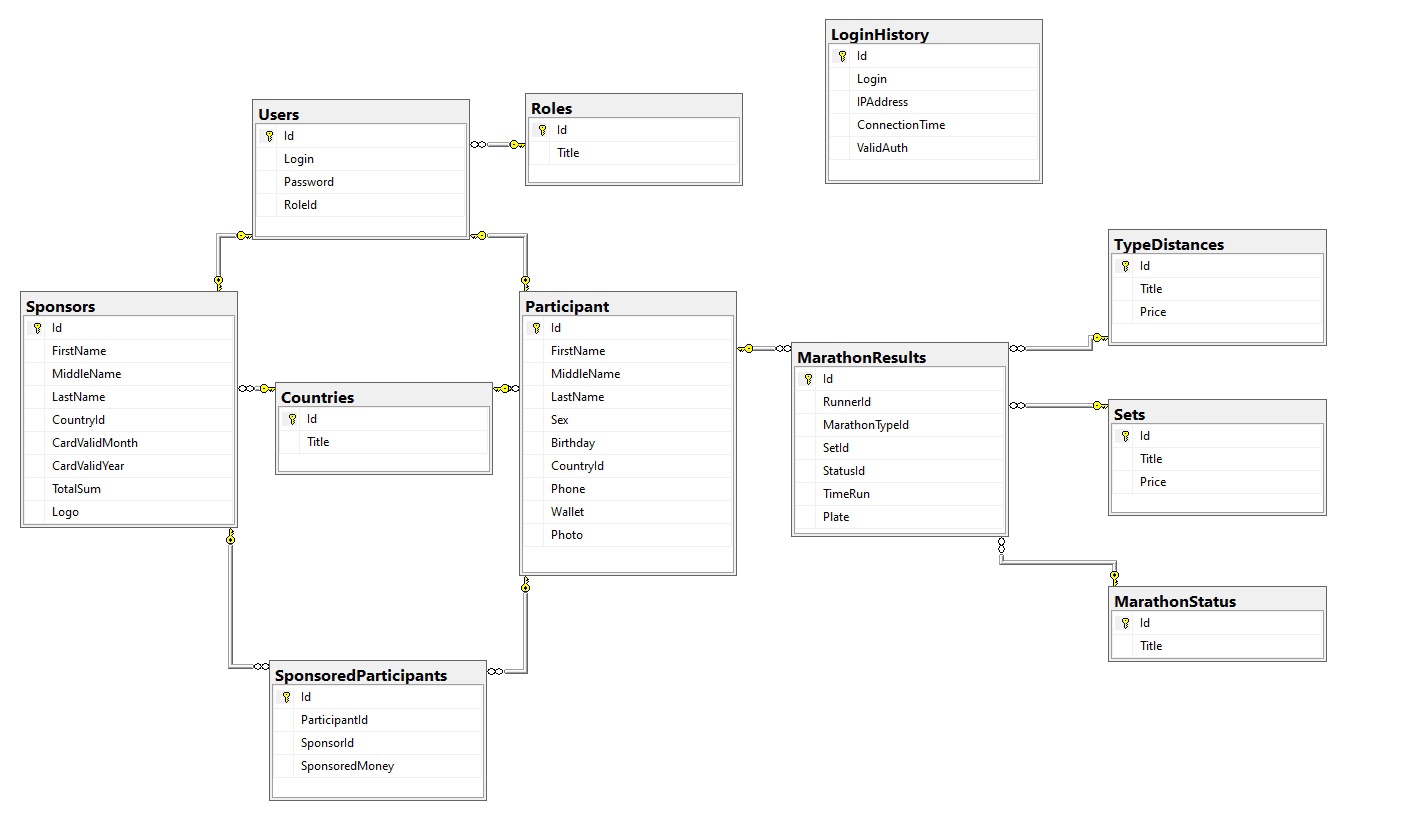 LoginHistory
Id
Login
IPAddress
ConnectionTime
ValidAuth
Users
Id
Login
Password
RoleId
Roles
Id
Title
TypeDistances
Id
Title
Price
Sponsors
Id
FirstName
MiddleName
LastName
CountryId
CardValidMonth
CardValidYear
TotalSum
Logo
Countries
Id
Title
Participant
Id
FirstName
MiddleName
LastName
Sex
Birthday
CountryId
Phone
Wallet
Photo
MarathonResults
Id
RunnerId
MarathonTypeId
SetId
StatusId
TimeRun
Plate
Sets
Id
Title
Price
MarathonStatus
Id
Title
SponsoredParticipants
Id
ParticipantId
SponsorId
SponsoredMoney